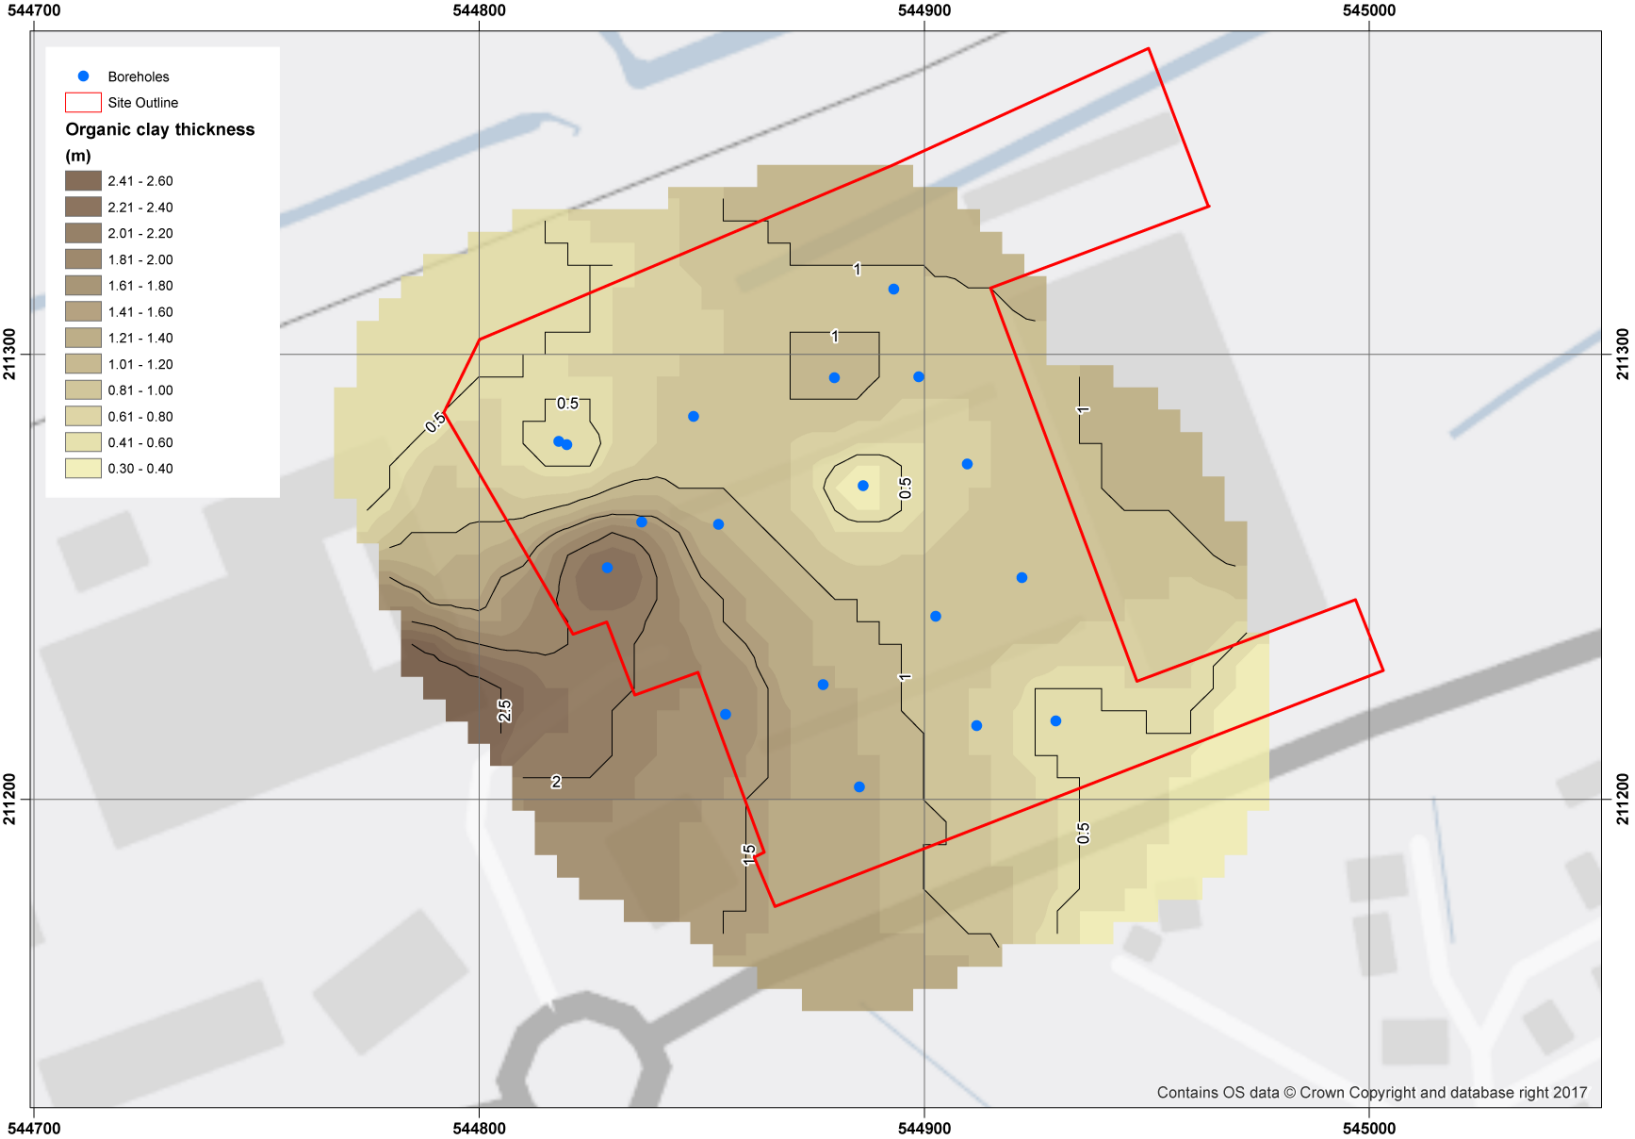 544700
544800
544900
545000
Boreholes
Site Outline
Organic clay thickness
(m)
2.41 - 2.60
2.21 - 2.40
2.01 - 2.20
1.81 - 2.00
1.61 - 1.80
1.41 - 1.60
1.21 - 1.40
1.01 - 1.20
0.81 - 1.00
0.61 - 0.80
0.41 - 0.60
0.30 - 0.40
1
1
211300
211300
0.5
0.5
1
0.5
1
2.5
2
211200
211200
0.5
1.5
Contains OS data © Crown Copyright and database right 2017
544700
544800
544900
545000